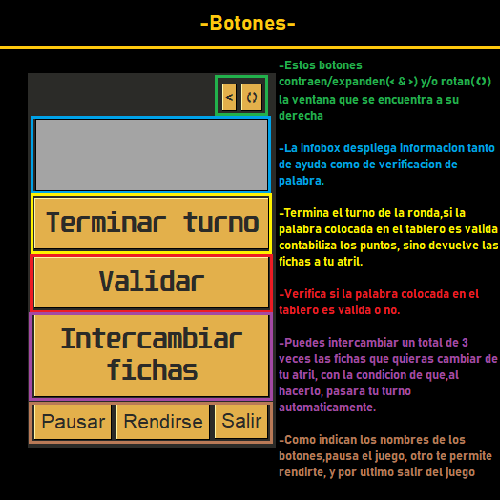 -Botones-
-Estos botones
contraen/expanden(< & >) y/o rotan(↻)
la ventana que se encuentra a su
derecha
< ↻
-La infobox despliega informacion tanto
de ayuda como de verificacion de
palabra.
Terminar turno
-Termina el turno de la ronda,si la
palabra colocada en el tablero es valida
contabiliza los puntos, sino devuelve las
fichas a tu atril.
Validar
-Verifica si la palabra colocada en el
tablero es valida o no.
Intercambiar
fichas
-Puedes intercambiar un total de 3
veces las fichas que quieras cambiar de
tu atril, con la condicion de que,al
hacerlo, pasara tu turno
automaticamente.
Pausar Rendirse Salir
-Como indican los nombres de los
botones,pausa el juego, otro te permite
rendirte, y por ultimo salir del juego